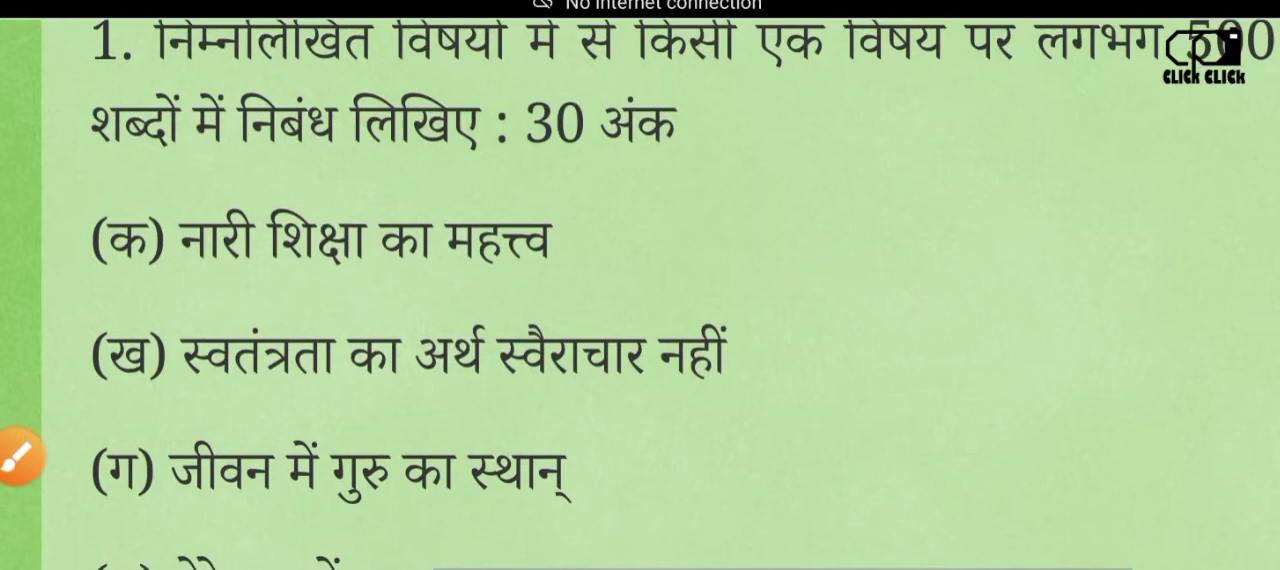 No internet connection
1. निम्नलिखित विषयों में से किसी एक विषय पर लगभग 500
CLICK CLICK
शब्दों में निबंध लिखिए : 30 अंक
(क) नारी शिक्षा का महत्त्व
(ख) स्वतंत्रता का अर्थ स्वैराचार नहीं
(ग) जीवन में गुरु का स्थान्